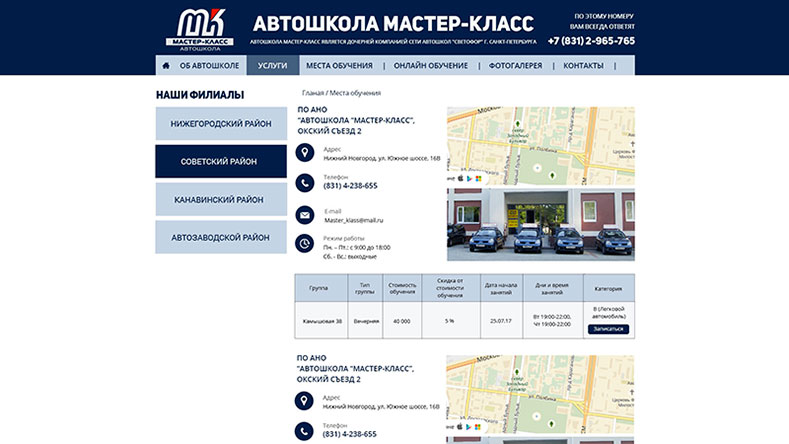 МК
МАСТЕР-КЛАСС
АВТОШКОЛА
АВТОШКОЛА МАСТЕР-КЛАСС
АВТОШКОЛА МАСТЕР-КЛАСС ЯВЛЯЕТСЯ ДОЧЕРНЕЙ КОМПАНИЕЙ СЕТИ АВТОШКОЛ "СВЕТОФОР" Г. САНКТ-ПЕТЕРБУРГА
ПО ЭТОМУ НОМЕРУ
ВАМ ВСЕГДА ОТВЕТЯТ
+7 (831) 2-965-765
ОБ АВТОШКОЛЕ УСЛУГИ МЕСТА ОБУЧЕНИЯ | ОНЛАЙН ОБУЧЕНИЕ | ФОТОГАЛЕРЕЯ | КОНТАКТЫ |
НАШИ ФИЛИАЛЫ
НИЖЕГОРОДСКИЙ РАЙОН
СОВЕТСКИЙ РАЙОН
КАНАВИНСКИЙ РАЙОН
АВТОЗАВОДСКОЙ РАЙОН
Гланая / Места обучения
ПО АНО
"АВТОШКОЛА "МАСТЕР-КЛАСС",
ОКСКИЙ СЪЕЗД 2
Адрес
Нижний Новгород, ул. Южное шоссе, 16В
Телефон
(831) 4-238-655
E-mail
Master_klass@mail.ru
Режим работы
Пн. – Пт.: с 9:00 до 18:00
Сб. - Вс.: выходные
Группа
Тип группы
Стоимость обучения
Скидка от стоимости обучения
Дата начала занятий
Дни и время занятий
Категория
Камышовая 38
Вечерняя
40 000
5 %
25.07.17
Вт 19:00-22:00,
Чт 19:00-22:00
B (Легковой
автомобиль)
Записаться
ПО АНО
"АВТОШКОЛА "МАСТЕР-КЛАСС",
ОКСКИЙ СЪЕЗД 2
Адрес
Нижний Новгород, ул. Южное шоссе, 16В
Телефон
(831) 4-238-655